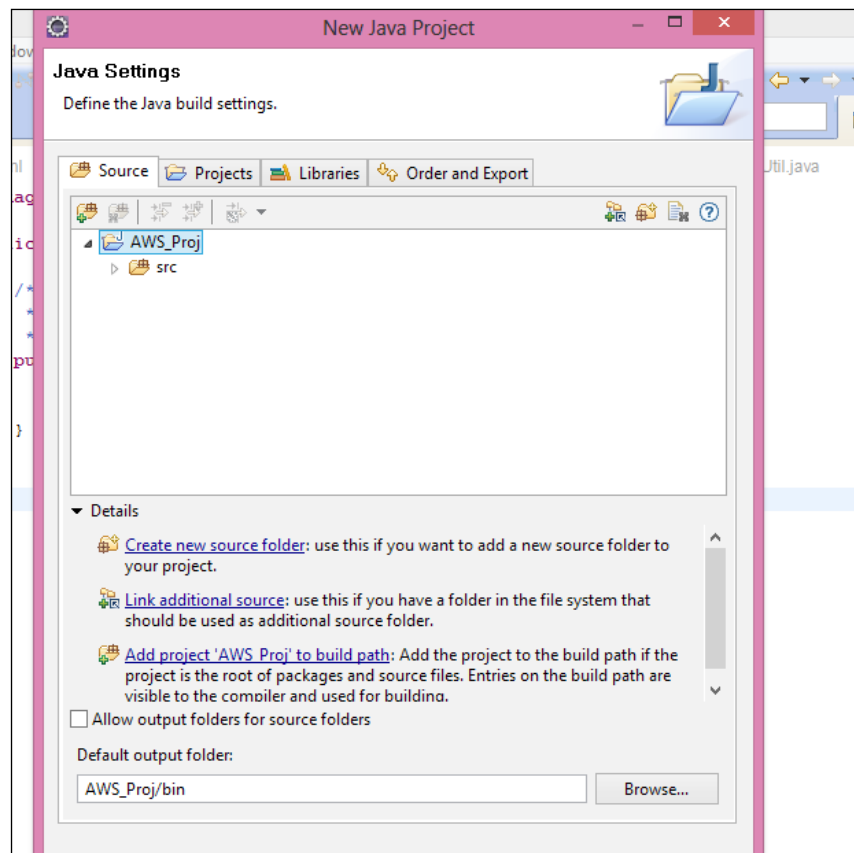 New Java Project
Java Settings
Define the Java build settings.
Source
Projects
Libraries
Order and Export
AWS_Proj
src
Util.java
/*
*
*
pu
}
Details
Create new source folder: use this if you want to add a new source folder to
your project.
Link additional source: use this if you have a folder in the file system that
should be used as additional source folder.
Add project 'AWS_Proj' to build path: Add the project to the build path if the
project is the root of packages and source files. Entries on the build path are
visible to the compiler and used for building.
Allow output folders for source folders
Default output folder:
AWS_Proj/bin
Browse...